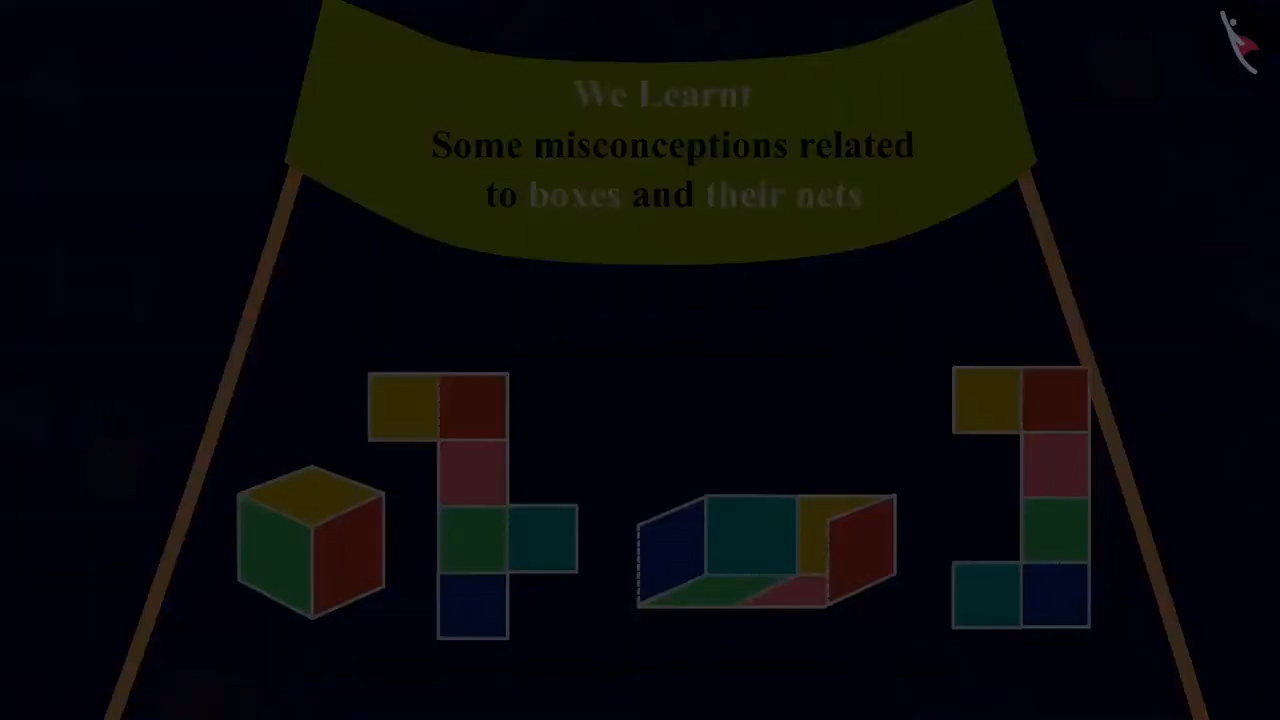 We Learnt
Some misconceptions related
to boxes and their nets